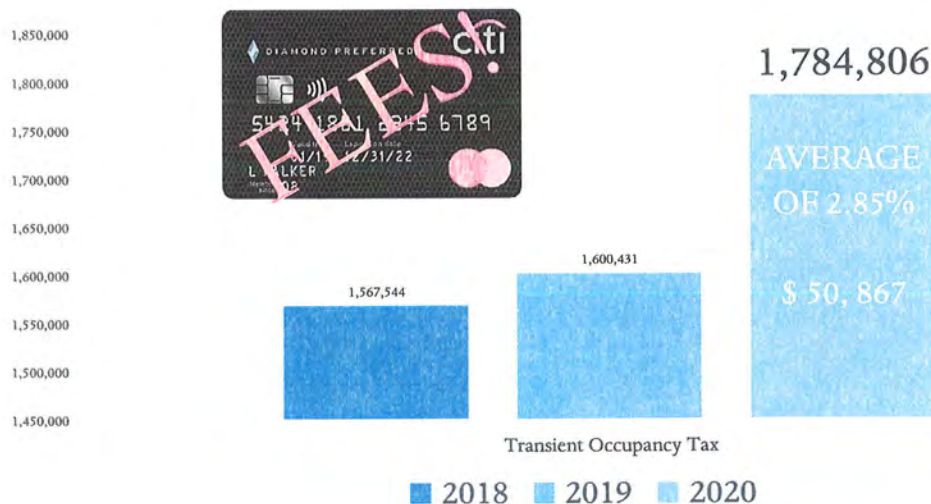 1,850,000
1,800,000
1,750,000
1,700,000
1,650,000
1,600,000
1,550,000
1,500,000
1,450,000
DIAMOND PREFERRED
citi
FEES!
6789
12/31/22
L WALKER
1,567,544
1,600,431
1,784,806
AVERAGE
OF 2.85%
$ 50, 867
Transient Occupancy Tax
2018 2019 2020